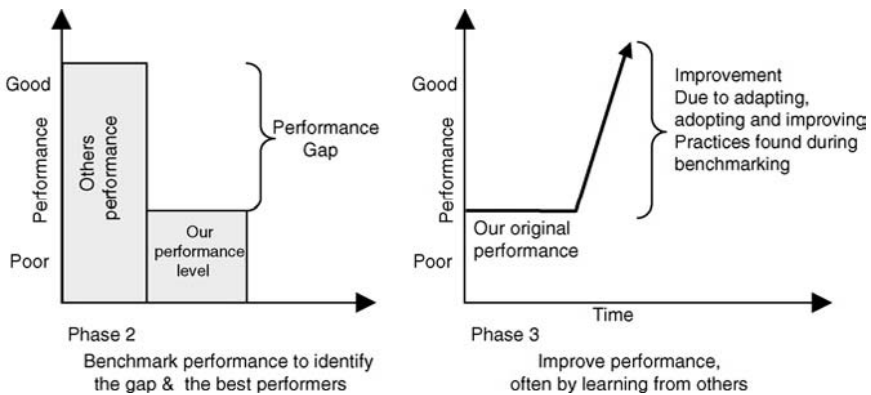 Good
Performance
Poor
Others
performance
Our
performance
level
Performance
Gap
Phase 2
Benchmark performance to identify
the gap & the best performers
Good
Performance
Poor
Our original
performance
Improvement
Due to adapting,
adopting and improving
Practices found during
benchmarking
Time
Phase 3
Improve performance,
often by learning from others